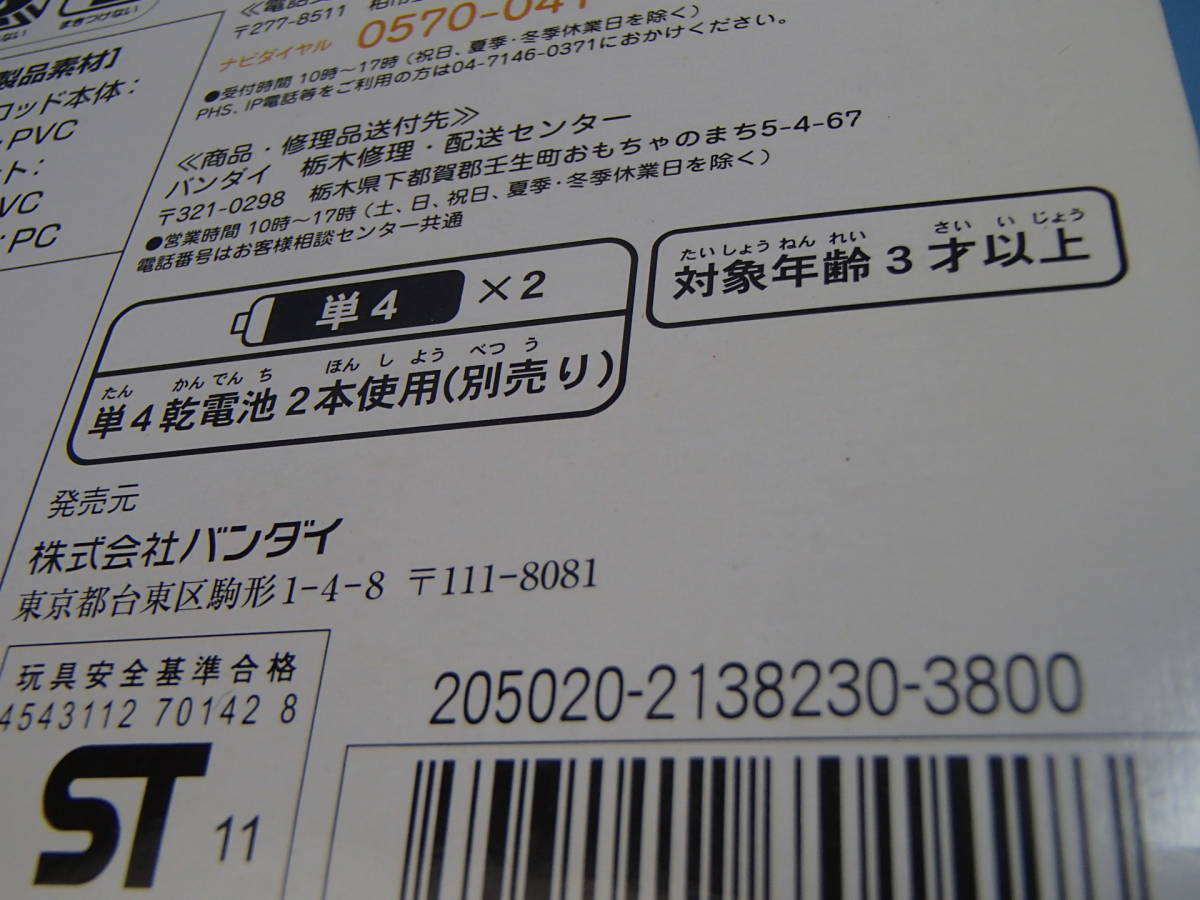 まきつけない
製品素材]
ロッド本体:
PVC
ト:
VC
:PC
〒277-8511
ナビダイヤル 0570-041
●受付時間 10時～17時 (祝日、夏季・冬季休業日を除く)
PHS、IP電話等をご利用の方は04-7146-0371におかけください。
≪商品・修理品送付先≫
バンダイ 栃木修理・配送センター
〒321-0298 栃木県下都賀郡壬生町おもちゃのまち5-4-67
●営業時間 10時～17時 (土、日、祝日、夏季・冬季休業日を除く)
電話番号はお客様相談センター共通
単4 ×2
たん かんでんち ほん しよう べつ う
単4乾電池2本使用(別売り)
たいしょうねんれい さい いじょう
対象年齢3才以上
発売元
株式会社バンダイ
東京都台東区駒形1-4-8 〒111-8081
玩具安全基準合格
4543112 70142 8
ST 11
205020-2138230-3800